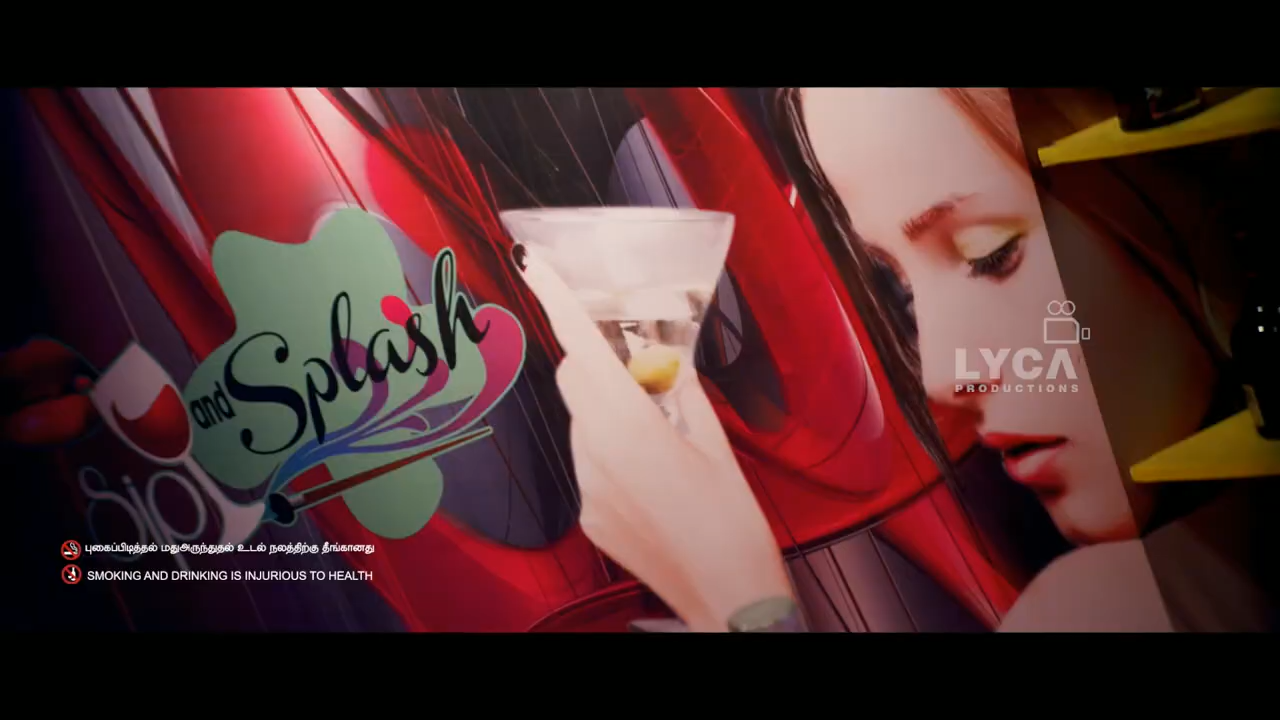 Sip
and
Splash
LYCA
PRODUCTIONS
புகைப்பிடித்தல் மதுஅருந்துதல் உடல் நலத்திற்கு தீங்கானது
SMOKING AND DRINKING IS INJURIOUS TO HEALTH